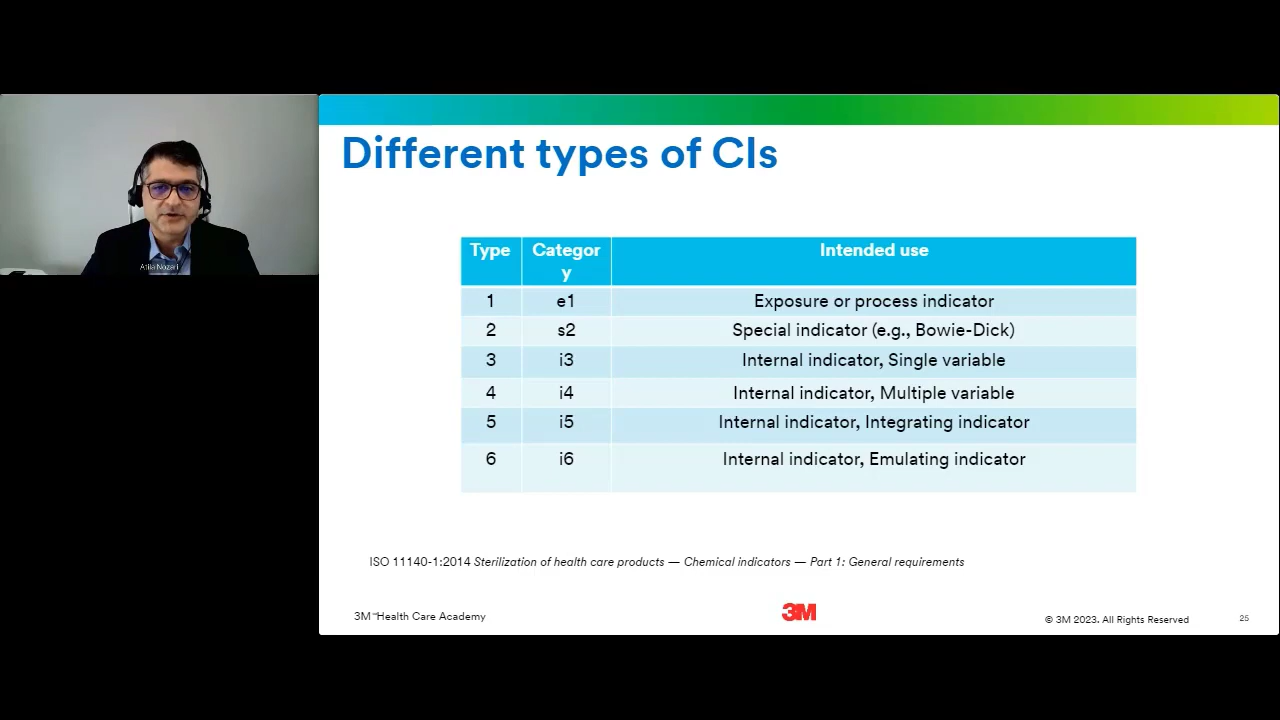 Different types of CIs
Type Categor Intended use
y
1 e1 Exposure or process indicator
2 s2 Special indicator (e.g., Bowie-Dick)
3 i3 Internal indicator, Single variable
4 i4 Internal indicator, Multiple variable
5 i5 Internal indicator, Integrating indicator
6 i6 Internal indicator, Emulating indicator
ISO 11140-1:2014 Sterilization of health care products — Chemical indicators — Part 1: General requirements
3M™Health Care Academy
3M
© 3M 2023. All Rights Reserved
25
Atila Nozari